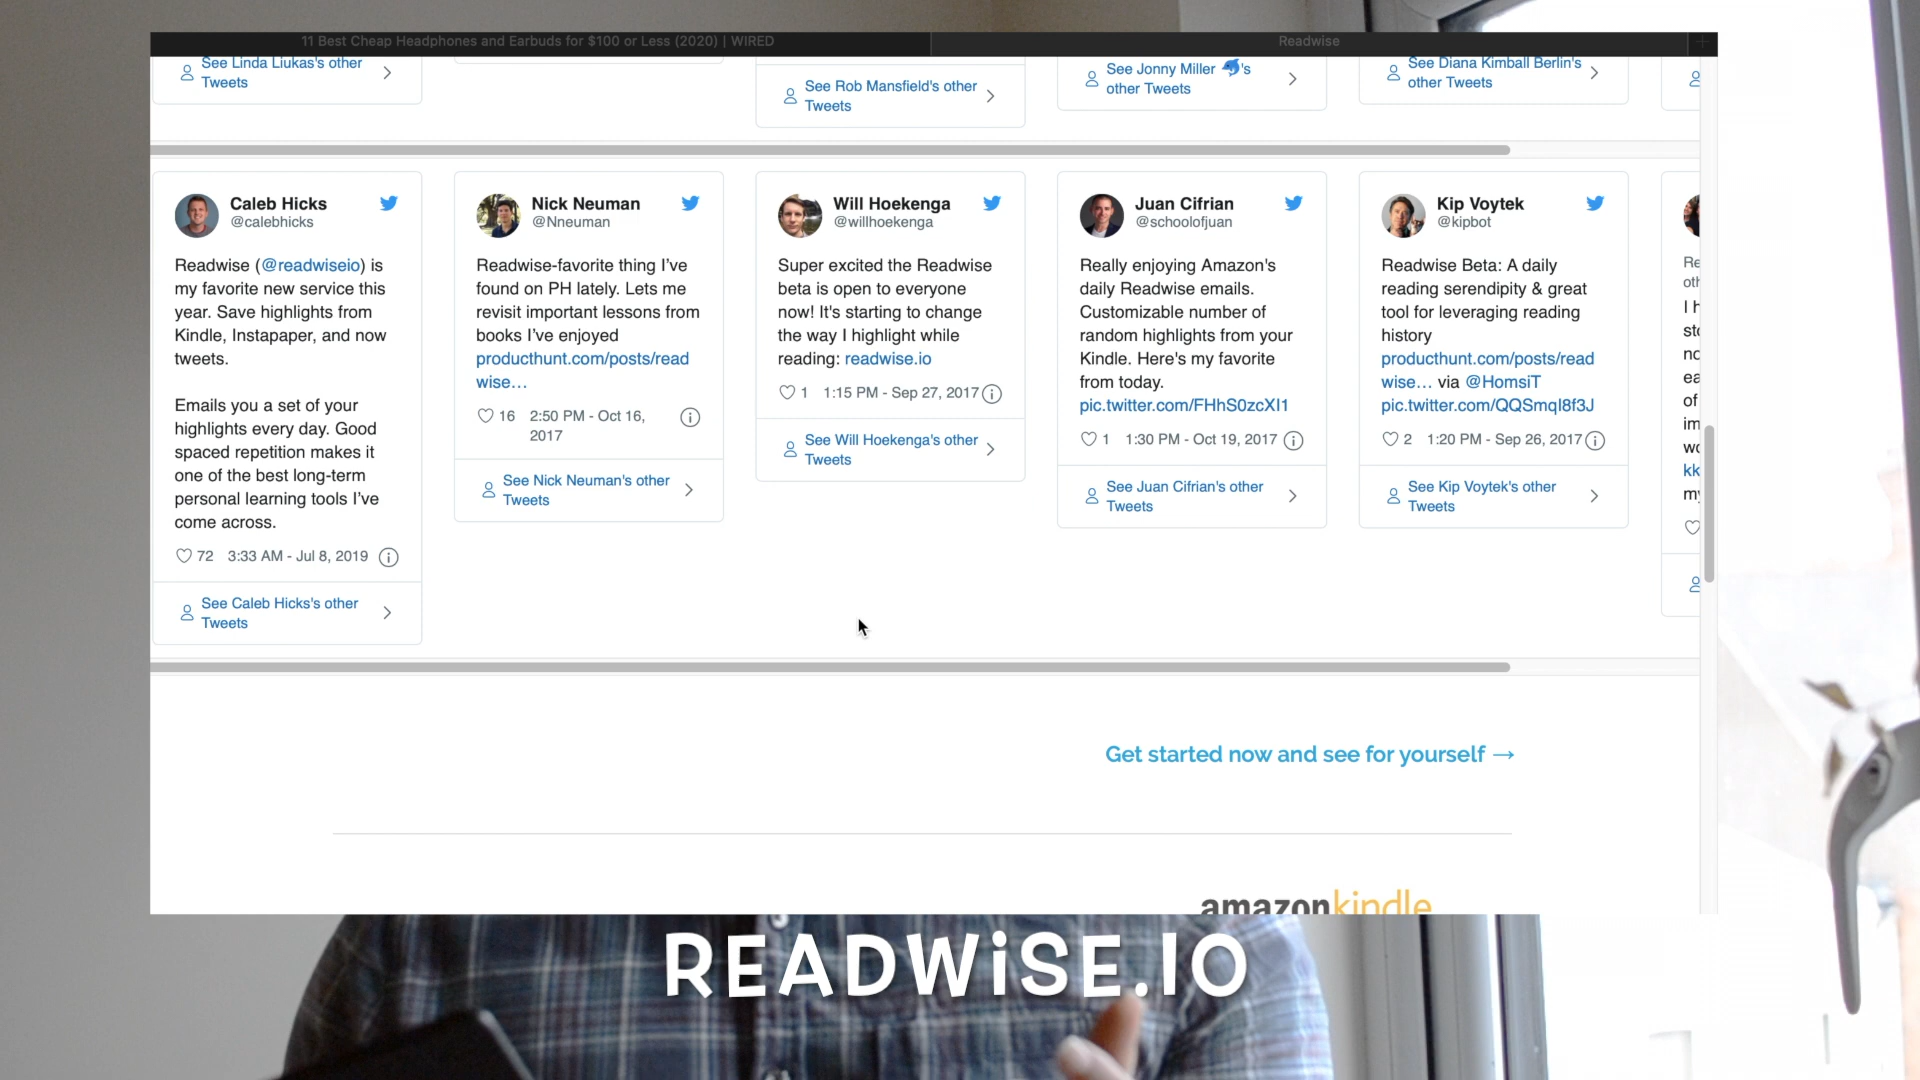 11 Best Cheap Headphones and Earbuds for $100 or Less (2020) | WIRED
Readwise
See Linda Liukas's other
Tweets
See Rob Mansfield's other
Tweets
See Jonny Miller 🐬's
other Tweets
See Diana Kimball Berlin's
other Tweets
Caleb Hicks
@calebhicks
Readwise (@readwiseio) is
my favorite new service this
year. Save highlights from
Kindle, Instapaper, and now
tweets.
Emails you a set of your
highlights every day. Good
spaced repetition makes it
one of the best long-term
personal learning tools I've
come across.
72 3:33 AM - Jul 8, 2019
See Caleb Hicks's other
Tweets
Nick Neuman
@Nneuman
Readwise-favorite thing I've
found on PH lately. Lets me
revisit important lessons from
books I've enjoyed
producthunt.com/posts/read
wise…
16 2:50 PM - Oct 16,
2017
See Nick Neuman's other
Tweets
Will Hoekenga
@willhoekenga
Super excited the Readwise
beta is open to everyone
now! It's starting to change
the way I highlight while
reading: readwise.io
1 1:15 PM - Sep 27, 2017
See Will Hoekenga's other
Tweets
Juan Cifrian
@schoolofjuan
Really enjoying Amazon's
daily Readwise emails.
Customizable number of
random highlights from your
Kindle. Here's my favorite
from today.
pic.twitter.com/FHhS0zcXI1
1 1:30 PM - Oct 19, 2017
See Juan Cifrian's other
Tweets
Kip Voytek
@kipbot
Readwise Beta: A daily
reading serendipity & great
tool for leveraging reading
history
producthunt.com/posts/read
wise… via @HomsiT
pic.twitter.com/QQSmqI8f3J
2 1:20 PM - Sep 26, 2017
See Kip Voytek's other
Tweets
Get started now and see for yourself →
amazonkindle
READWiSE.IO